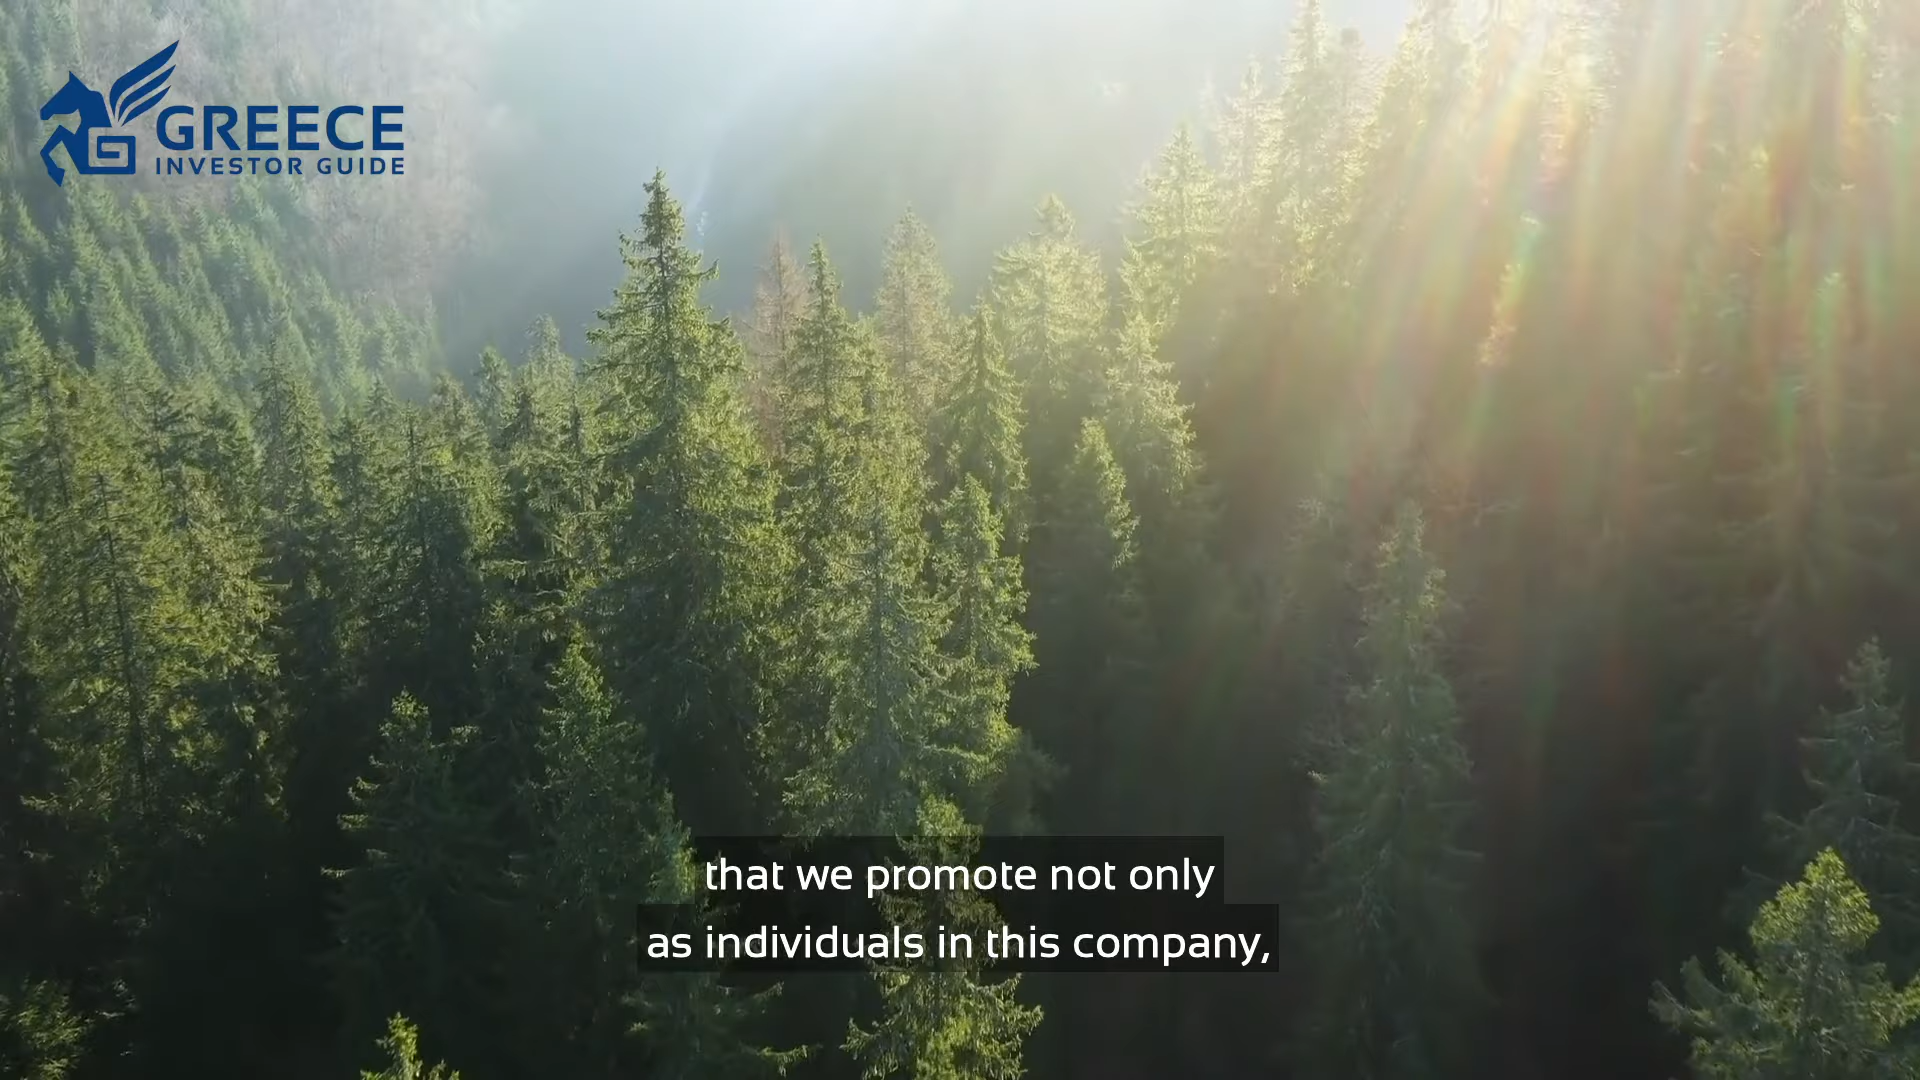 GREECE
INVESTOR GUIDE
that we promote not only
as individuals in this company,